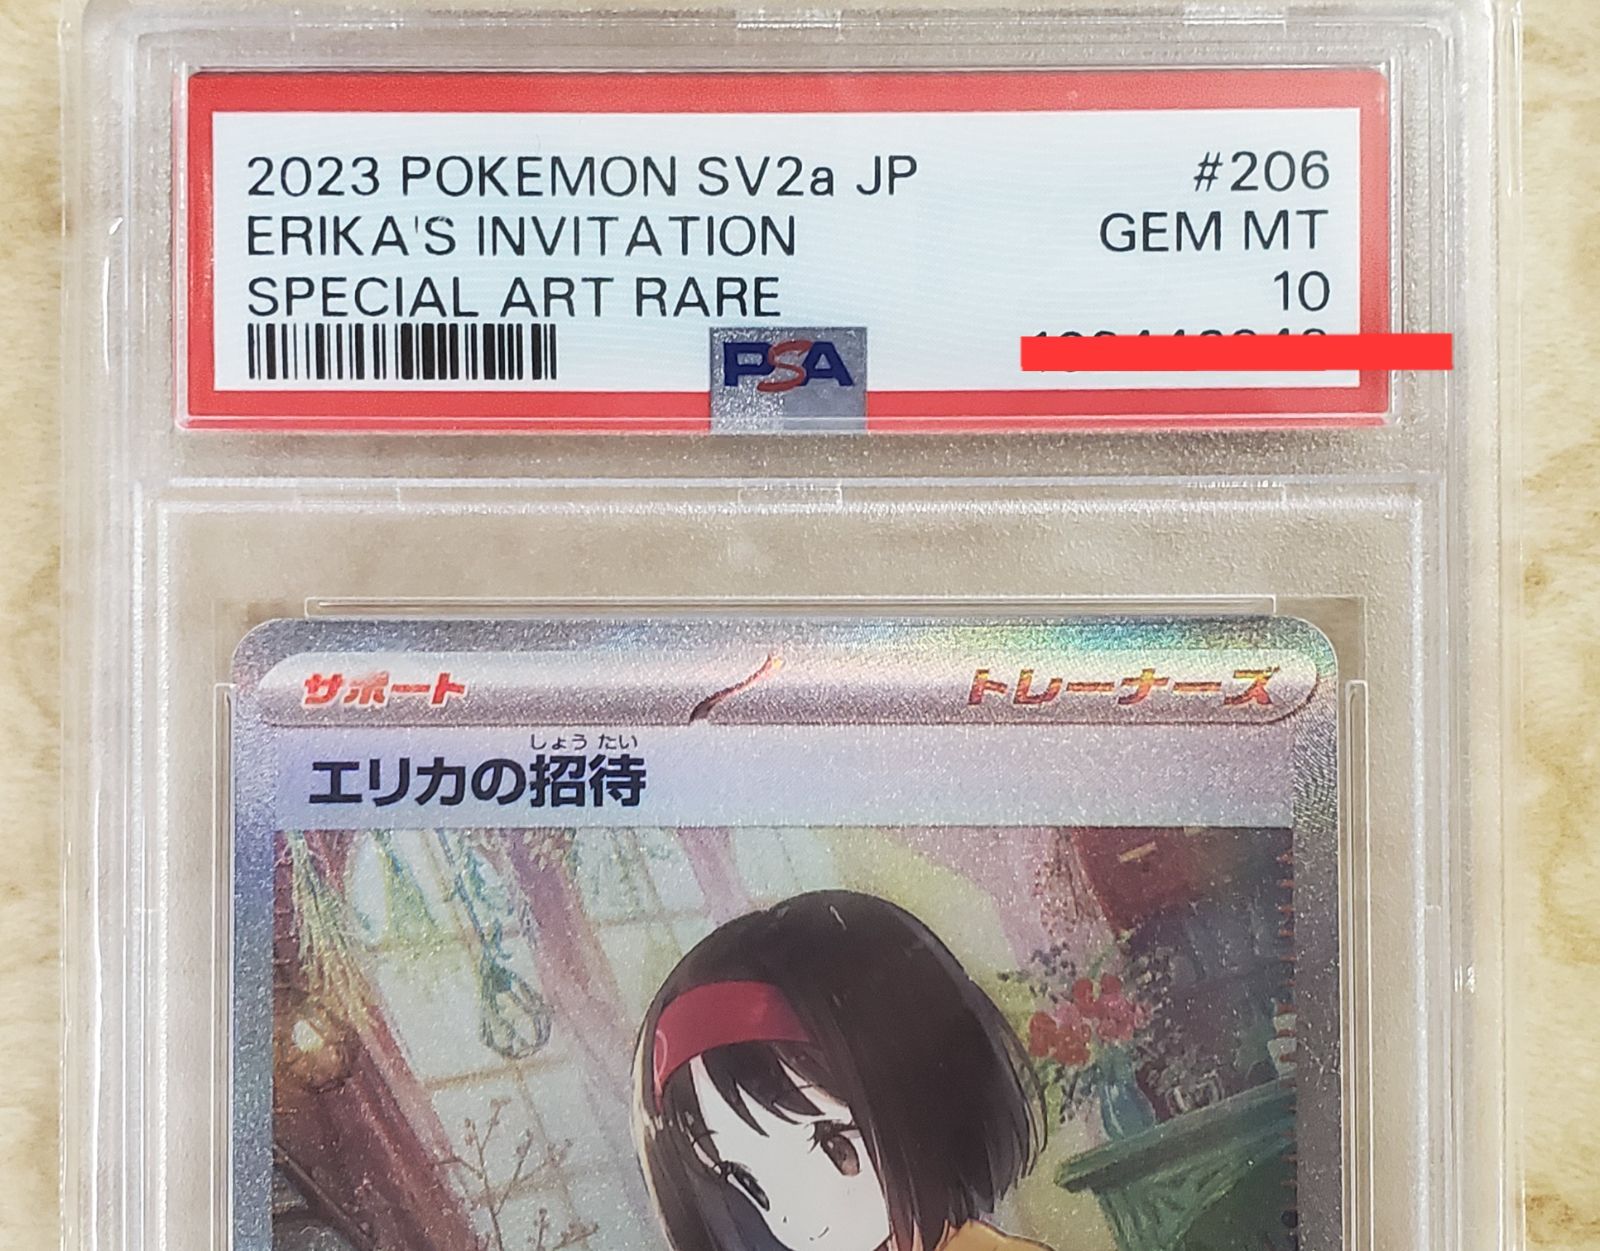 2023 POKEMON SV2a JP #206
ERIKA'S INVITATION GEM MT
SPECIAL ART RARE 10
PSA
サポート トレーナーズ
しょう たい
エリカの招待